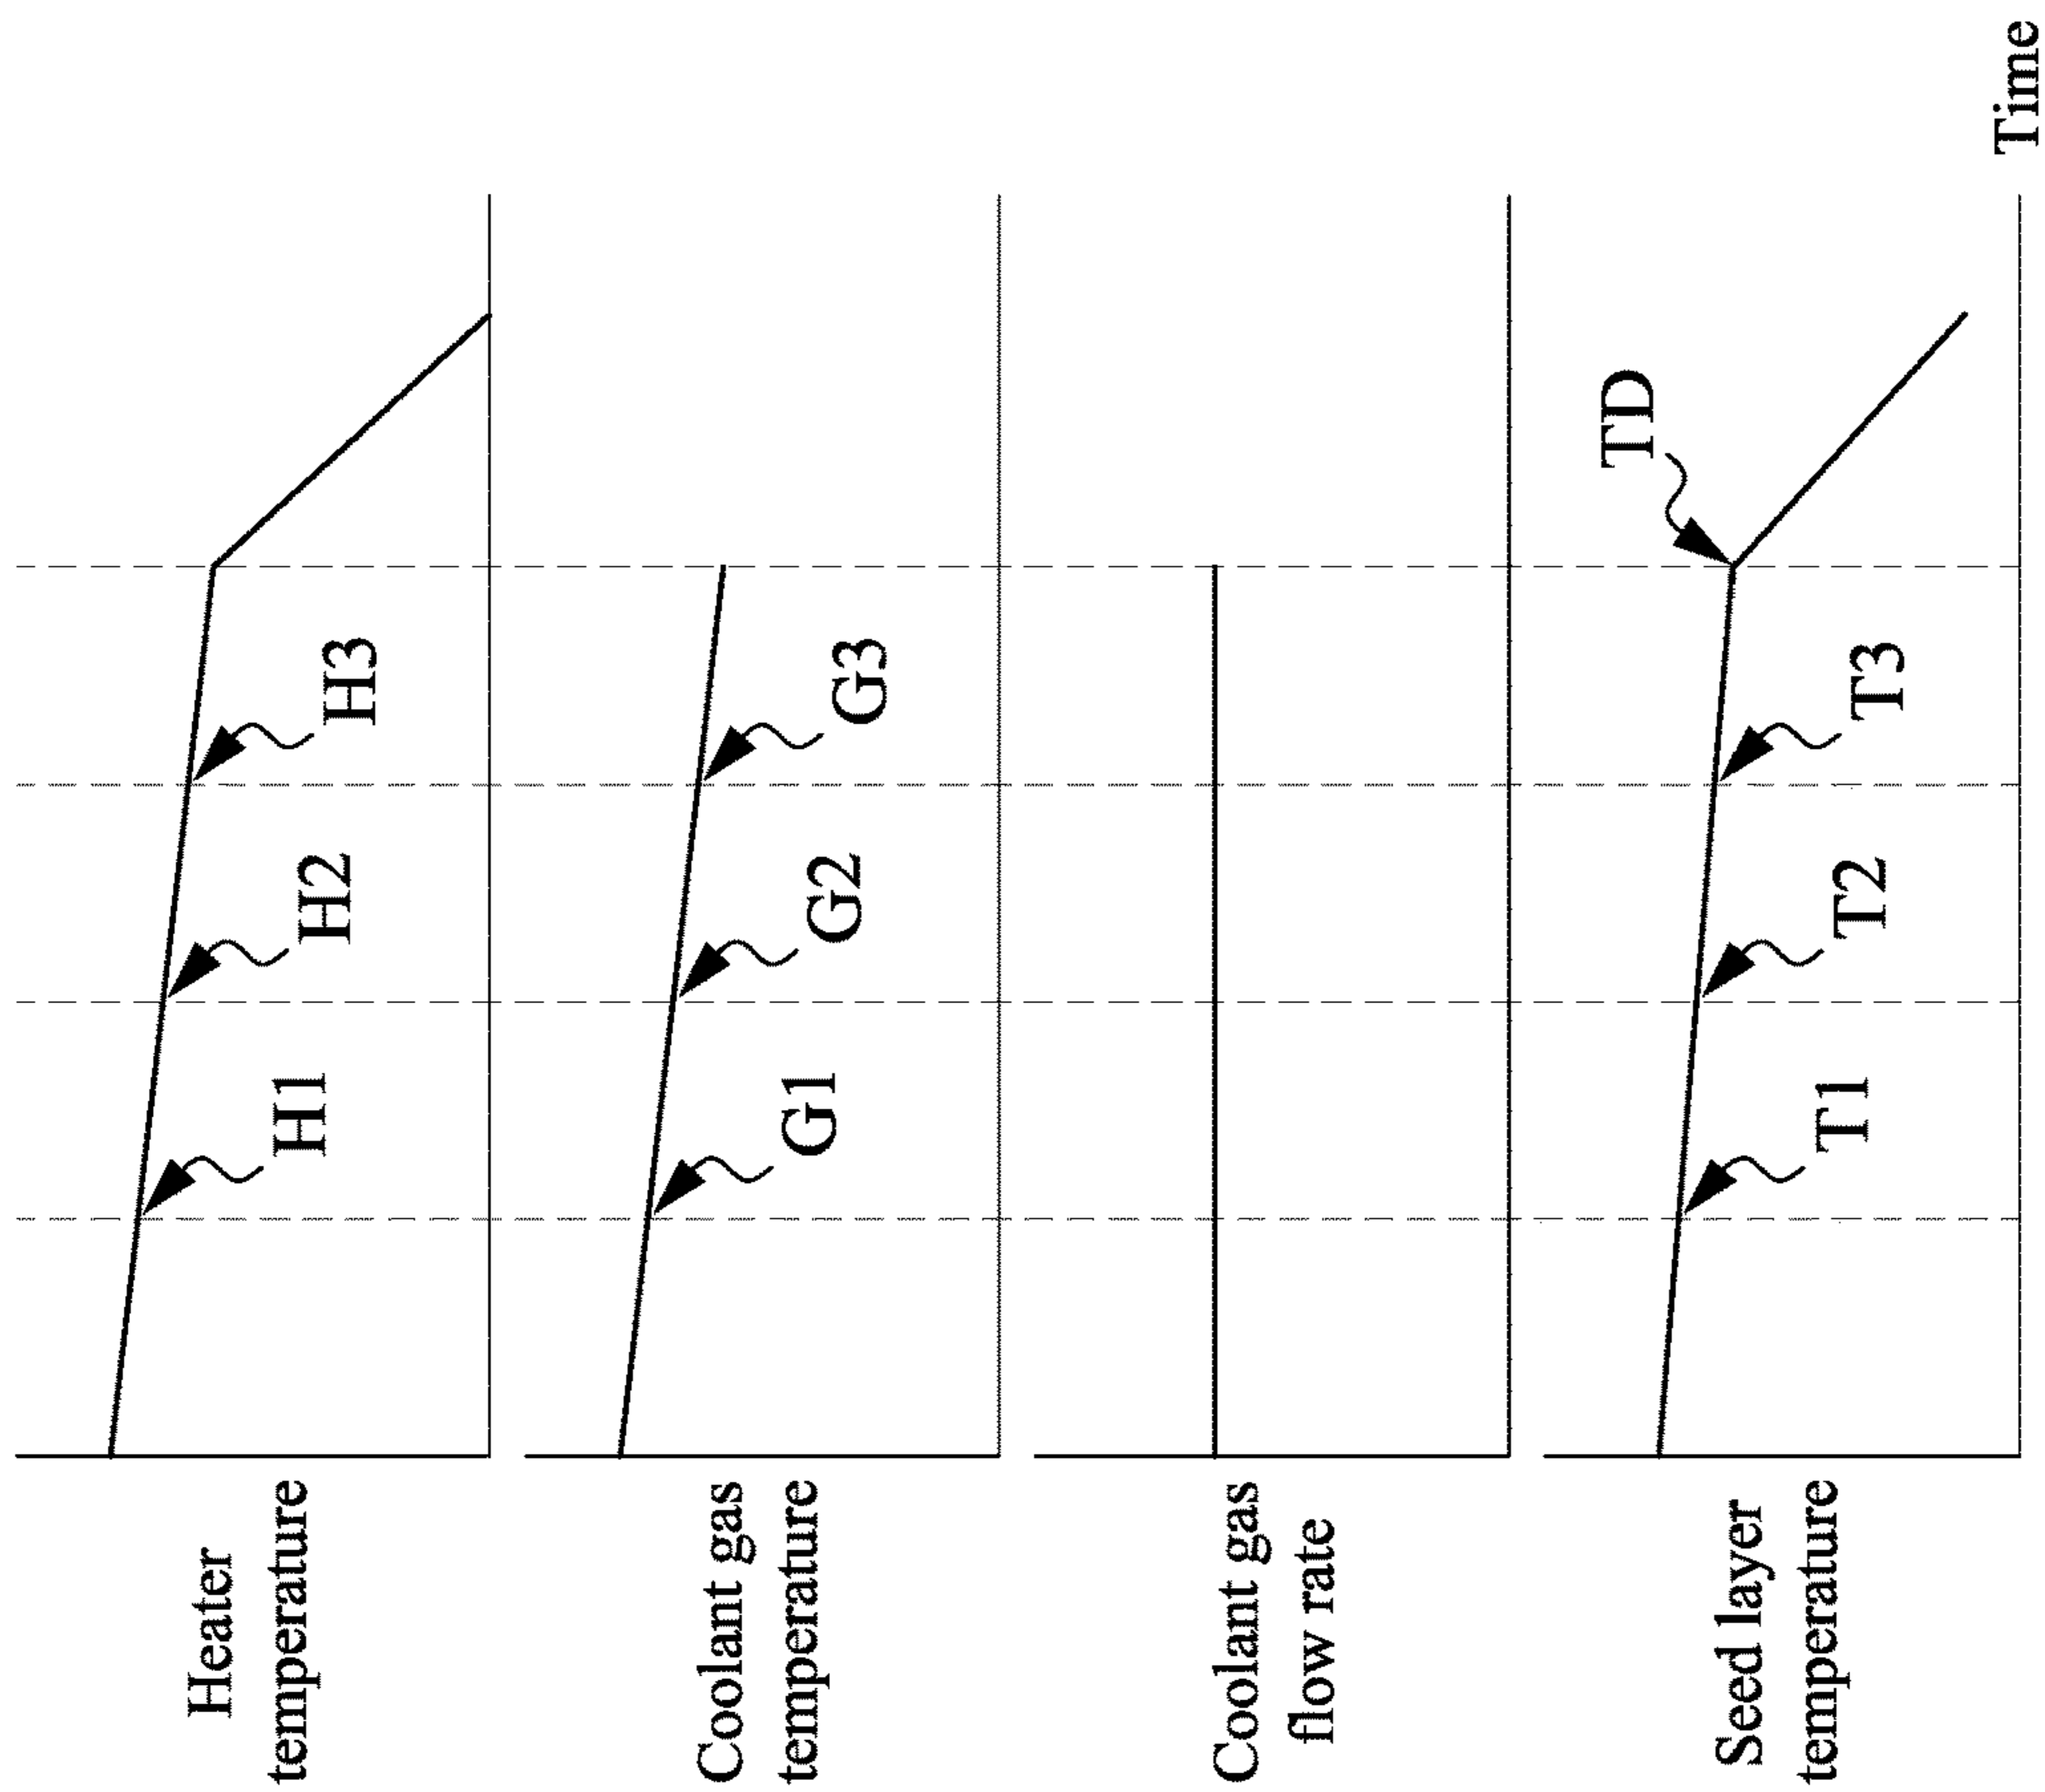 Heater
temperature
H1
H2
H3
Coolant gas
temperature
G1
G2
G3
Coolant gas
flow rate
Seed layer
temperature
T1
T2
T3
TD
Time